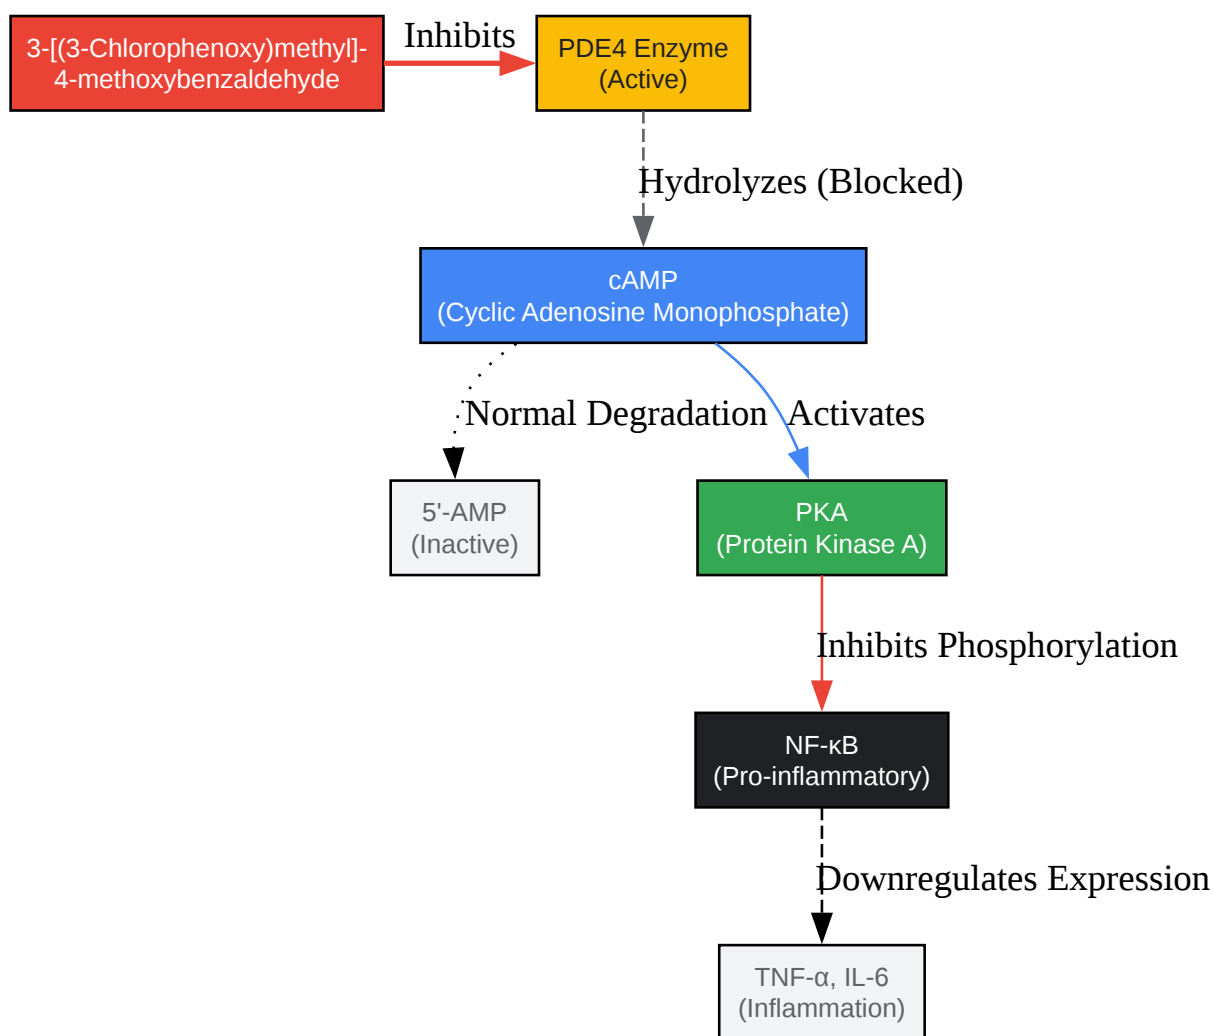 3-[(3-Chlorophenoxy)methyl]-
4-methoxybenzaldehyde
Inhibits
PDE4 Enzyme
(Active)
Hydrolyzes (Blocked)
cAMP
(Cyclic Adenosine Monophosphate)
Normal Degradation
Activates
5'-AMP
(Inactive)
PKA
(Protein Kinase A)
Inhibits Phosphorylation
NF-κB
(Pro-inflammatory)
Downregulates Expression
TNF-α, IL-6
(Inflammation)